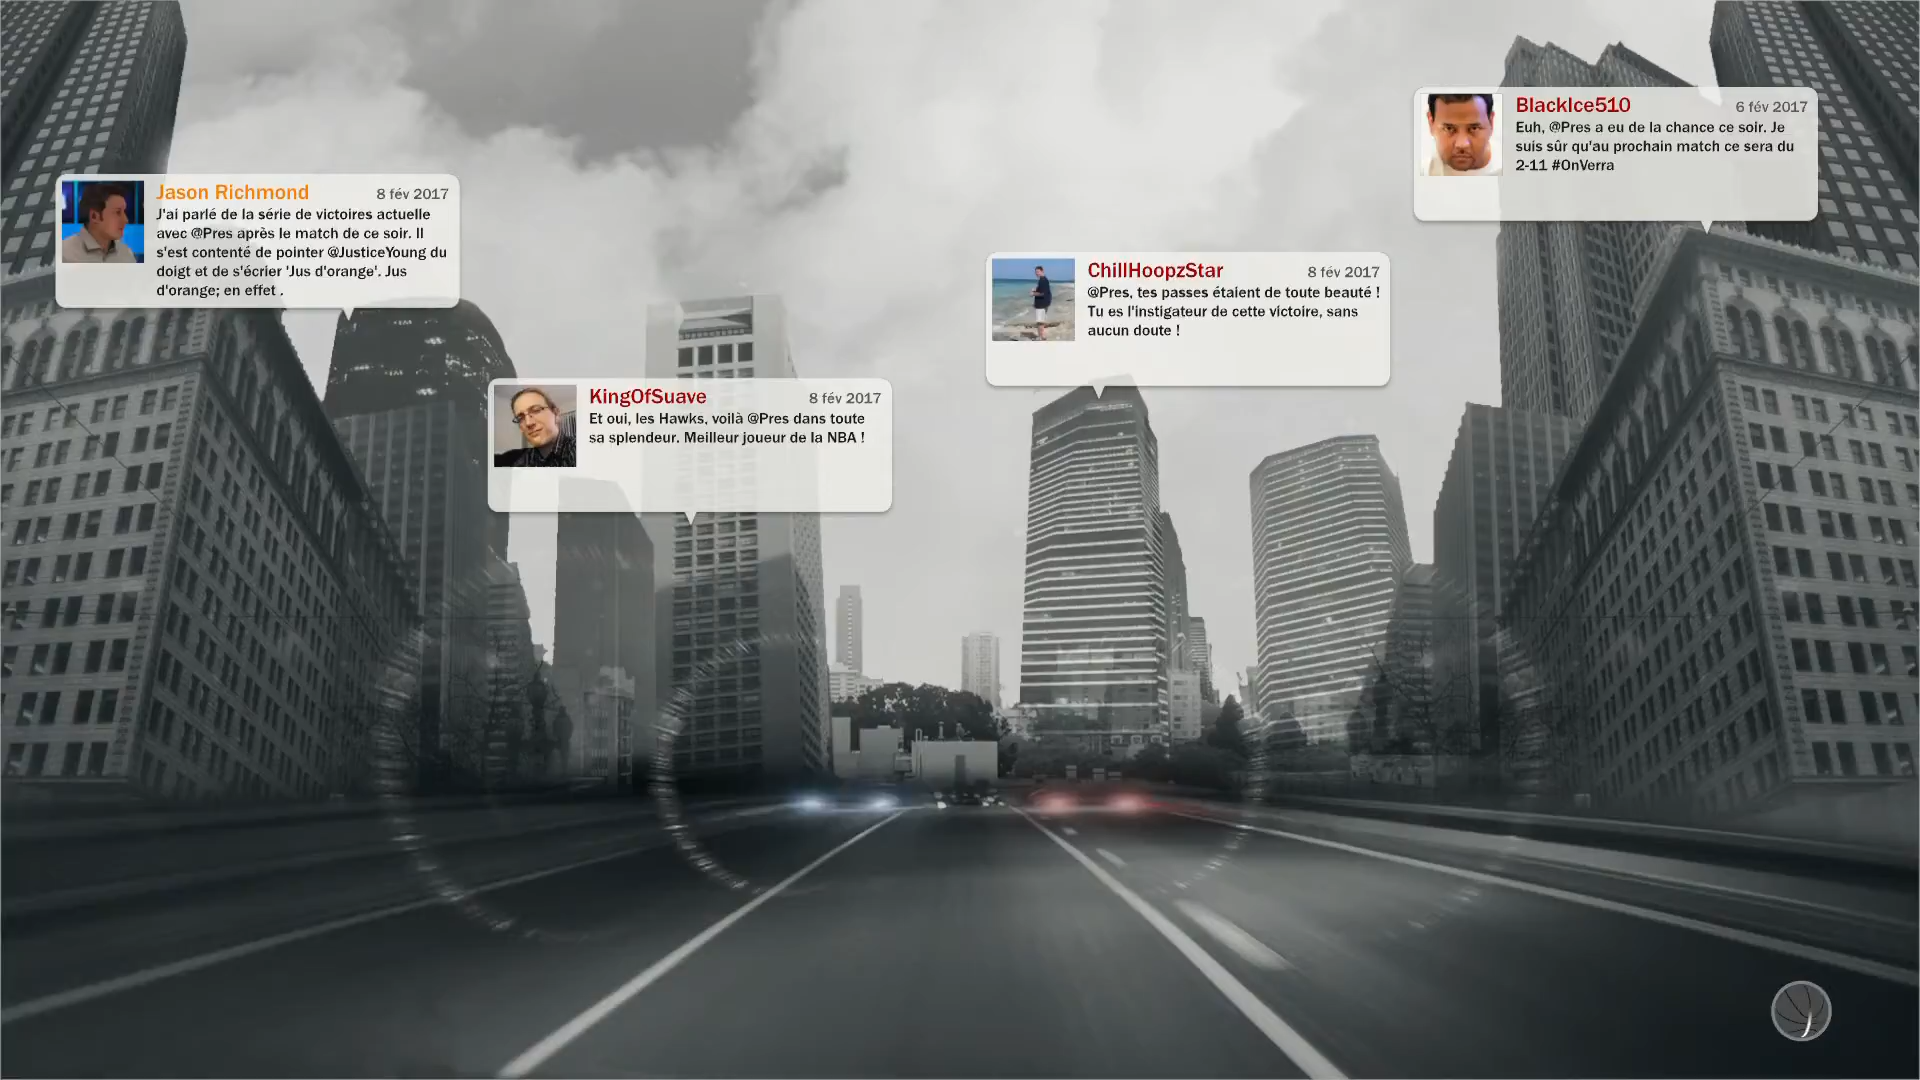 Jason Richmond
8 fév 2017
J'ai parlé de la série de victoires actuelle
avec @Pres après le match de ce soir. Il
s'est contenté de pointer @JusticeYoung du
doigt et de s'écrier 'Jus d'orange'. Jus
d'orange; en effet .
KingOfSuave
8 fév 2017
Et oui, les Hawks, voilà @Pres dans toute
sa splendeur. Meilleur joueur de la NBA !
ChillHoopzStar
8 fév 2017
@Pres, tes passes étaient de toute beauté !
Tu es l'instigateur de cette victoire, sans
aucun doute !
BlackIce510
6 fév 2017
Euh, @Pres a eu de la chance ce soir. Je
suis sûr qu'au prochain match ce sera du
2-11 #OnVerra